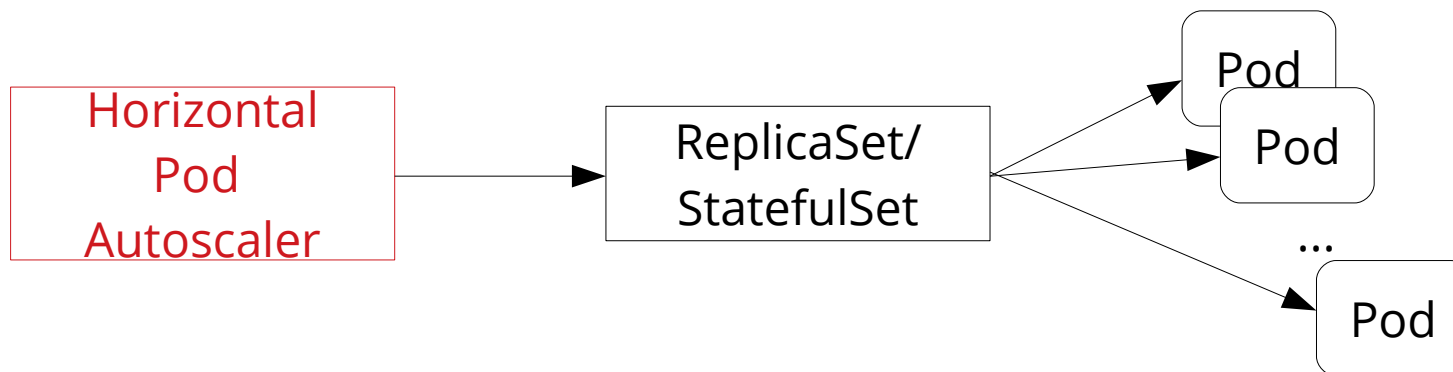 Horizontal
Pod
Autoscaler
ReplicaSet/
StatefulSet
Pod
Pod
...
Pod